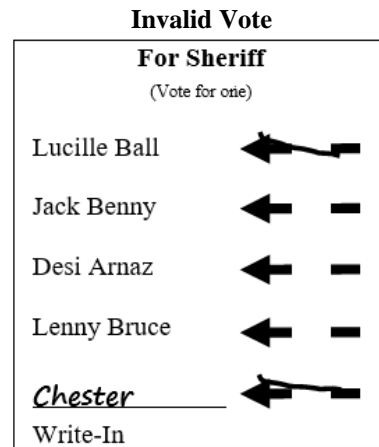 Invalid Vote
For Sheriff
(Vote for one)
Lucille Ball
Jack Benny
Desi Arnaz
Lenny Bruce
Chester
Write-In